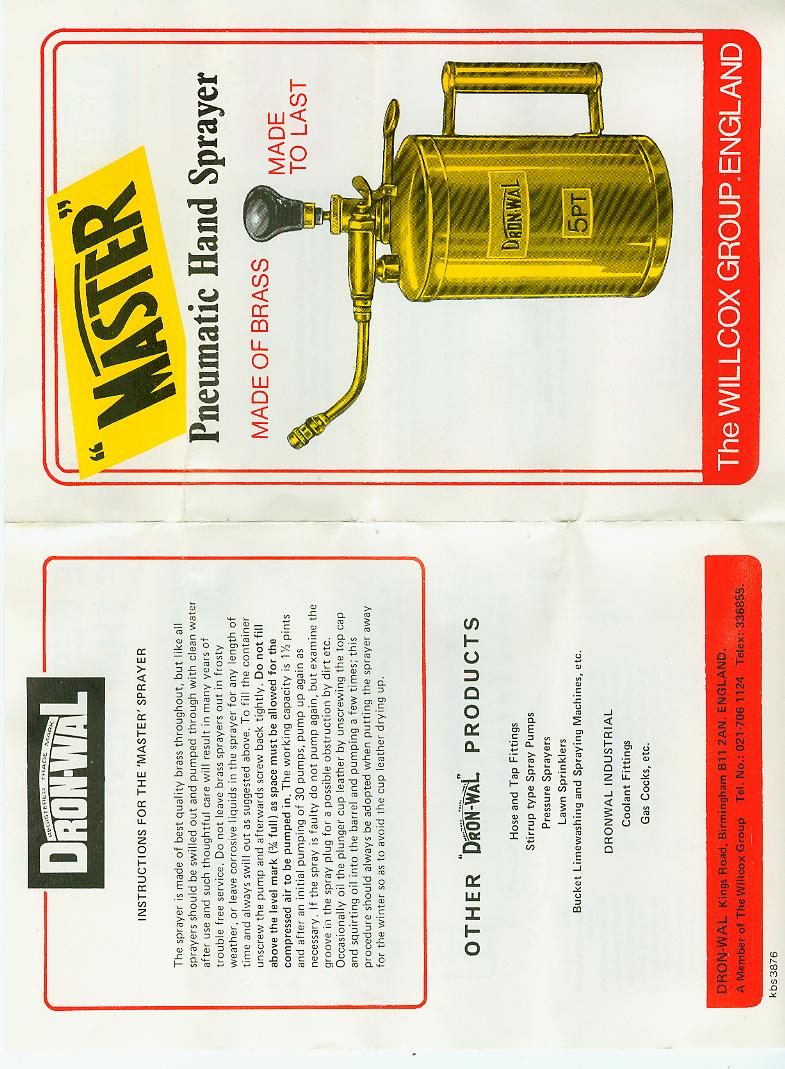 REGISTERED TRADE MARK
DRON-WAL
INSTRUCTIONS FOR THE 'MASTER' SPRAYER
The sprayer is made of best quality brass throughout, but like all
sprayers should be swilled out and pumped through with clean water
after use and such thoughtful care will result in many years of
trouble free service. Do not leave brass sprayers out in frosty
weather, or leave corrosive liquids in the sprayer for any length of
time and always swill out as suggested above. To fill the container
unscrew the pump and afterwards screw back tightly. Do not fill
above the level mark (¾ full) as space must be allowed for the
compressed air to be pumped in. The working capacity is 1½ pints
and after an initial pumping of 30 pumps, pump up again as
necessary. If the spray is faulty do not pump again, but examine the
groove in the spray plug for a possible obstruction by dirt etc.
Occasionally oil the plunger cup leather by unscrewing the top cap
and squirting oil into the barrel and pumping a few times; this
procedure should always be adopted when putting the sprayer away
for the winter so as to avoid the cup leather drying up.
OTHER "DRON-WAL" PRODUCTS
Hose and Tap Fittings
Stirrup type Spray Pumps
Pressure Sprayers
Lawn Sprinklers
Bucket Limewashing and Spraying Machines, etc.
DRONWAL INDUSTRIAL
Coolant Fittings
Gas Cocks, etc.
DRON-WAL Kings Road, Birmingham B11 2AN. ENGLAND.
A Member of The Willcox Group Tel. No.: 021-706 1124 Telex: 336855.
kbs3876
"MASTER"
Pneumatic Hand Sprayer
MADE OF BRASS
MADE
TO LAST
DRON-WAL
5PT
The WILLCOX GROUP. ENGLAND